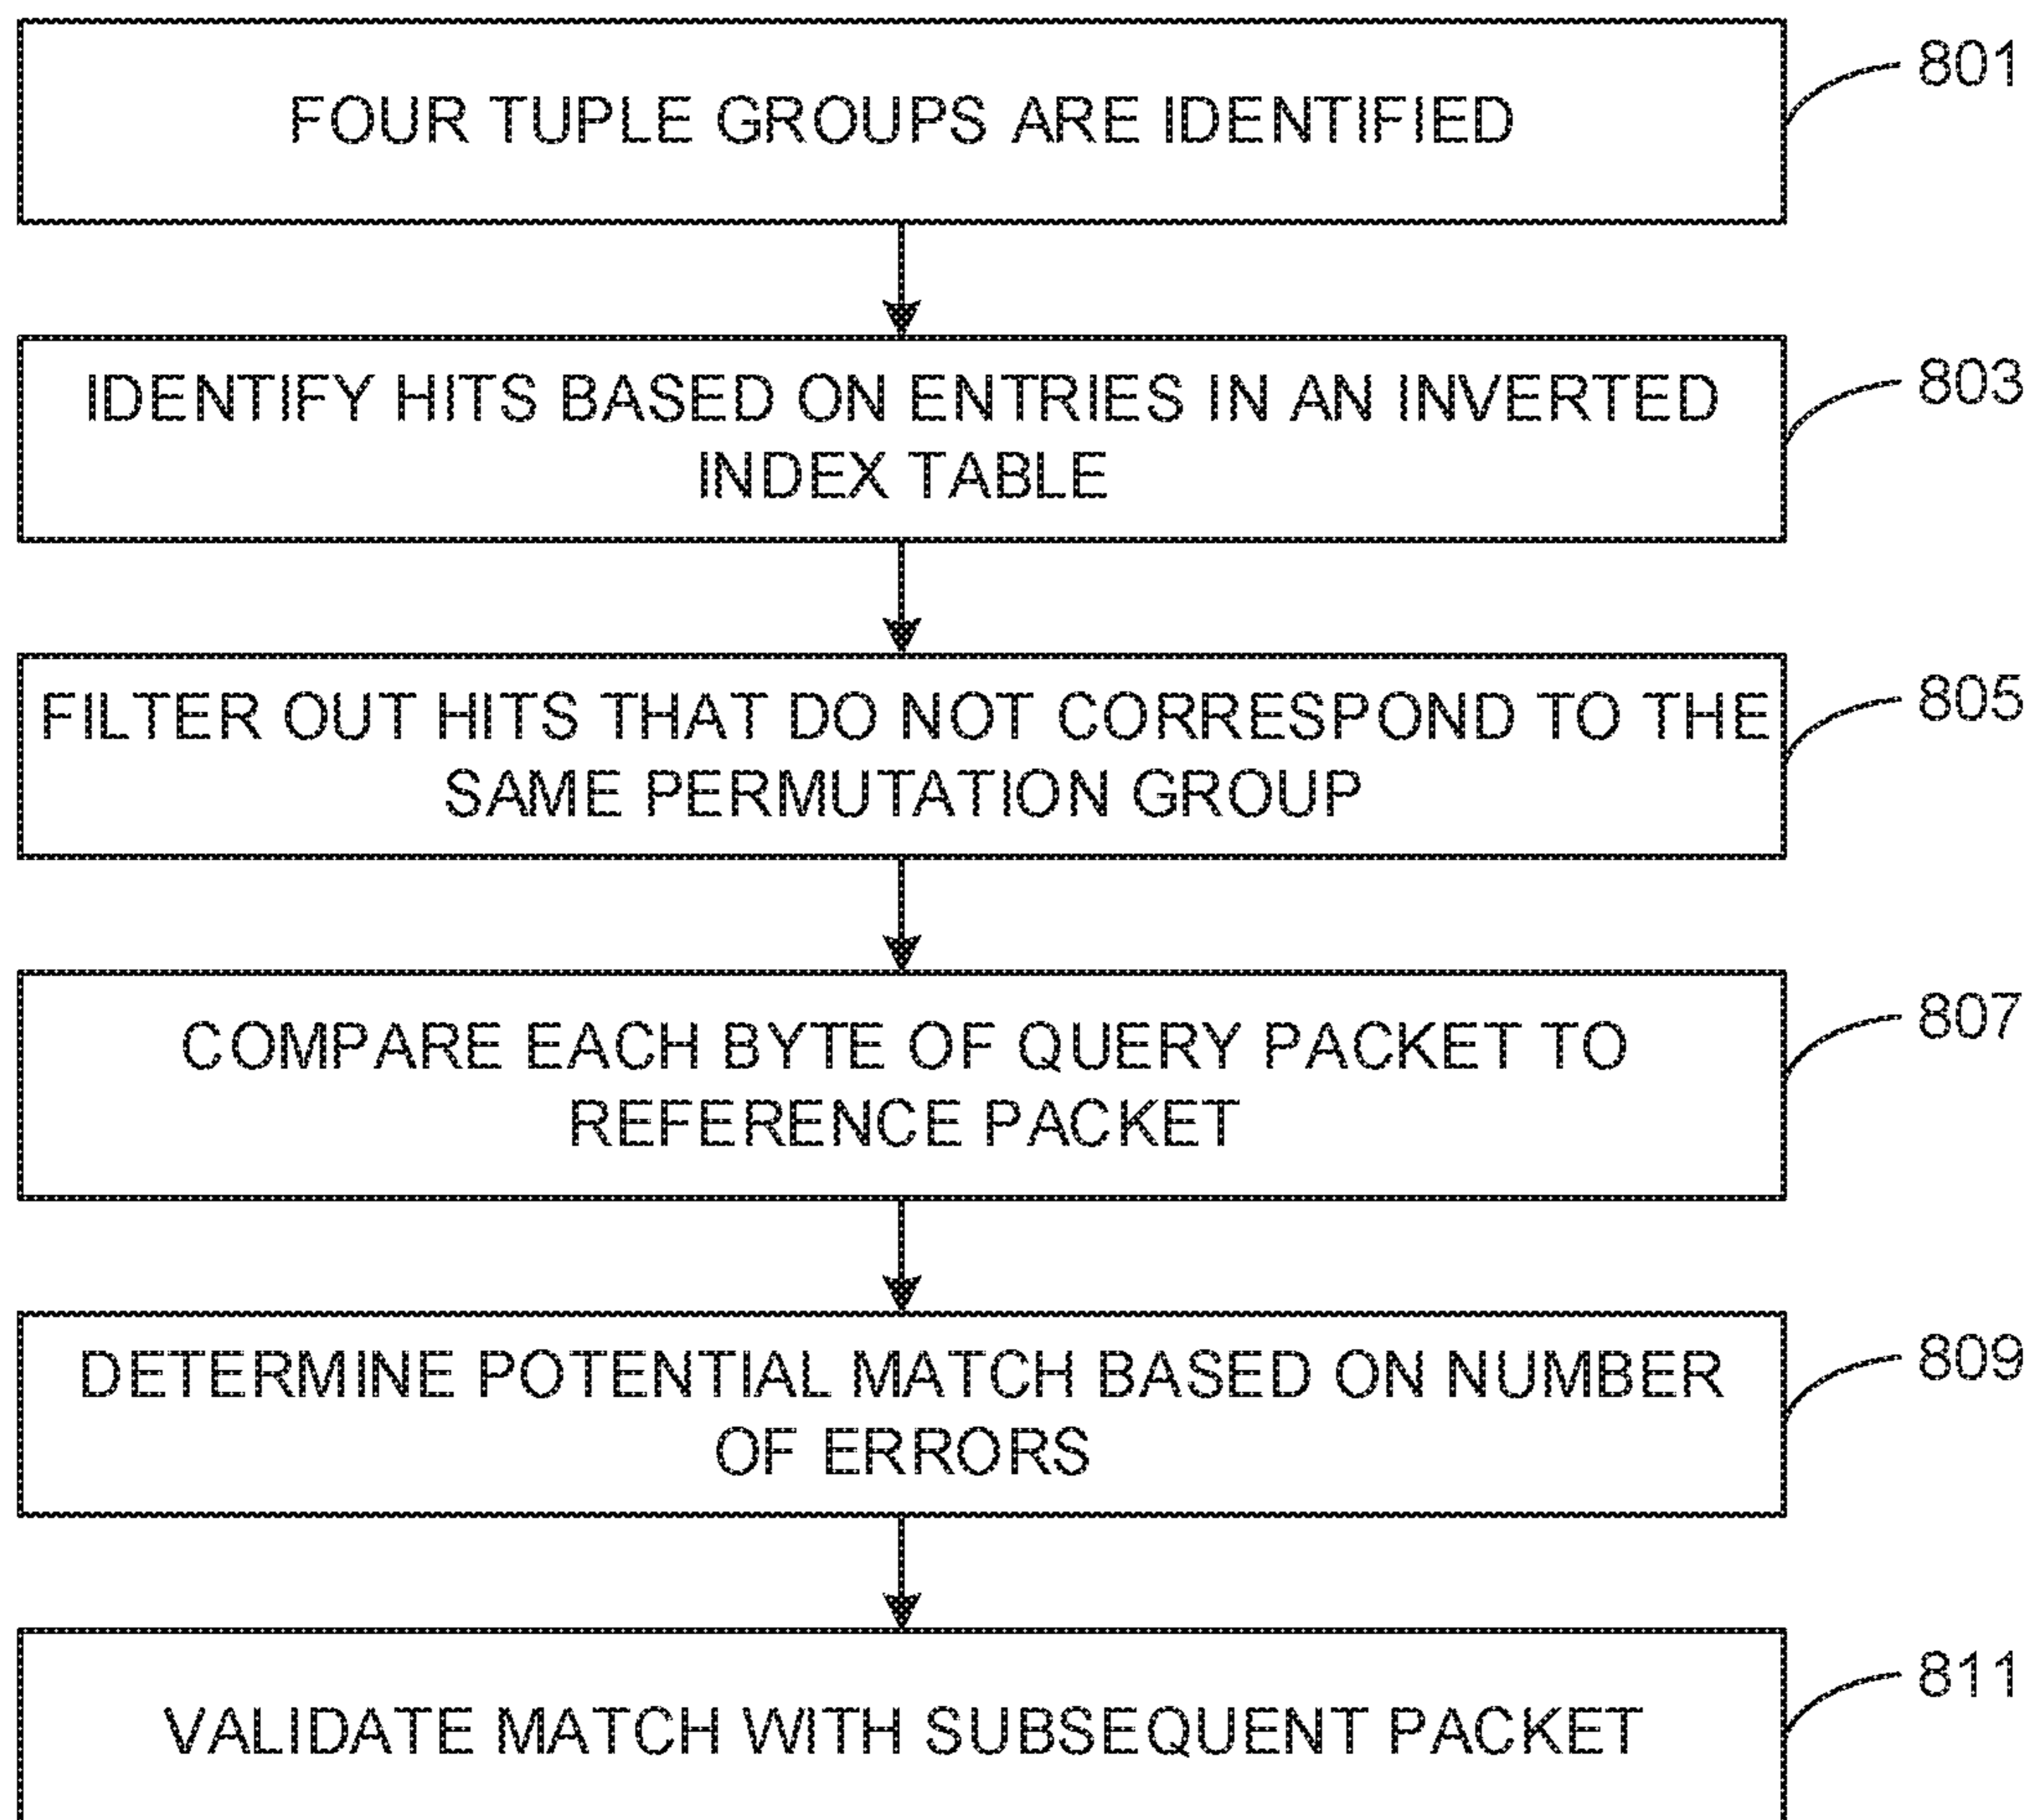 FOUR TUPLE GROUPS ARE IDENTIFIED
801
IDENTIFY HITS BASED ON ENTRIES IN AN INVERTED
INDEX TABLE
803
FILTER OUT HITS THAT DO NOT CORRESPOND TO THE
SAME PERMUTATION GROUP
805
COMPARE EACH BYTE OF QUERY PACKET TO
REFERENCE PACKET
807
DETERMINE POTENTIAL MATCH BASED ON NUMBER
OF ERRORS
809
VALIDATE MATCH WITH SUBSEQUENT PACKET
811